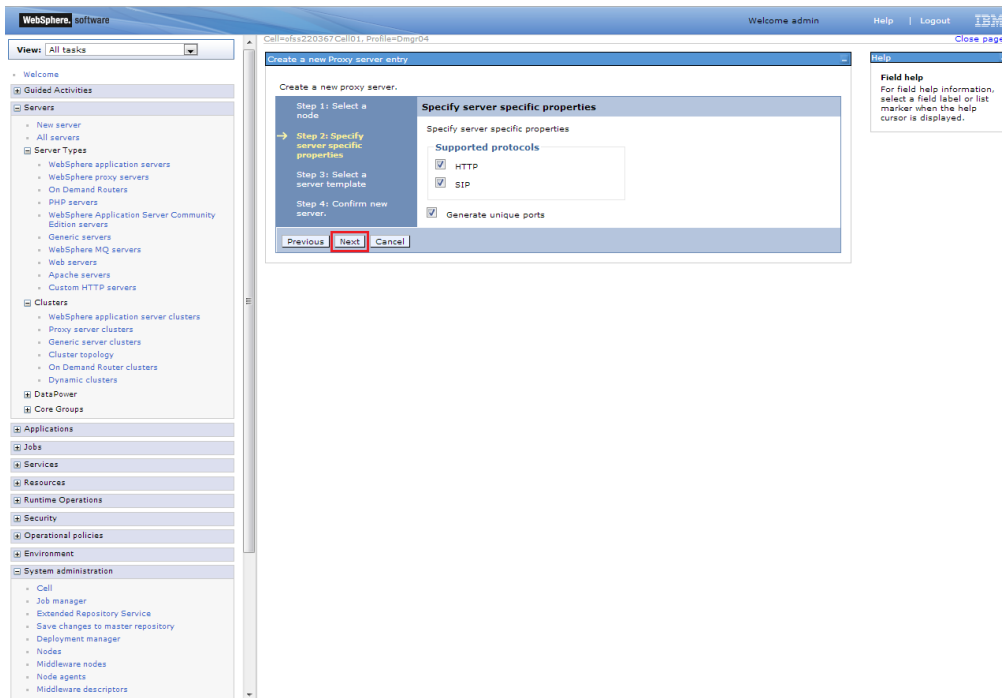 WebSphere. software
Welcome admin
Help | Logout
IBM
View: All tasks
Welcome
Guided Activities
Servers
New server
All servers
Server Types
WebSphere application servers
WebSphere proxy servers
On Demand Routers
PHP servers
WebSphere Application Server Community
Edition servers
Generic servers
WebSphere MQ servers
Web servers
Apache servers
Custom HTTP servers
Clusters
WebSphere application server clusters
Proxy server clusters
Generic server clusters
Cluster topology
On Demand Router clusters
Dynamic clusters
DataPower
Core Groups
Applications
Jobs
Services
Resources
Runtime Operations
Security
Operational policies
Environment
System administration
Cell
Job manager
Extended Repository Service
Save changes to master repository
Deployment manager
Nodes
Middleware nodes
Node agents
Middleware descriptors
Cell=ofss220367Cell01, Profile=Dmgr04
Close page
Create a new Proxy server entry
Create a new proxy server.
Step 1: Select a
node
Step 2: Specify
server specific
properties
Step 3: Select a
server template
Step 4: Confirm new
server.
Specify server specific properties
Specify server specific properties
Supported protocols
HTTP
SIP
Generate unique ports
Previous Next Cancel
Help
Field help
For field help information,
select a field label or list
marker when the help
cursor is displayed.